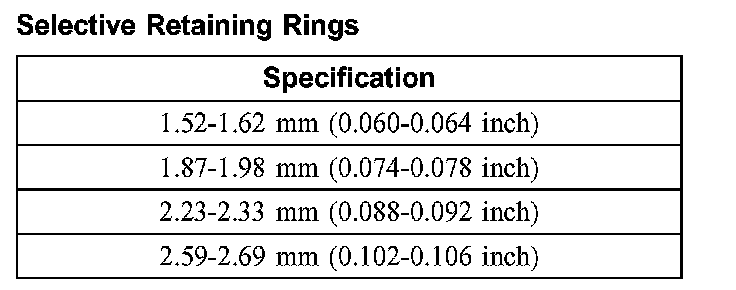 Selective Retaining Rings
Specification
1.52-1.62 mm (0.060-0.064 inch)
1.87-1.98 mm (0.074-0.078 inch)
2.23-2.33 mm (0.088-0.092 inch)
2.59-2.69 mm (0.102-0.106 inch)